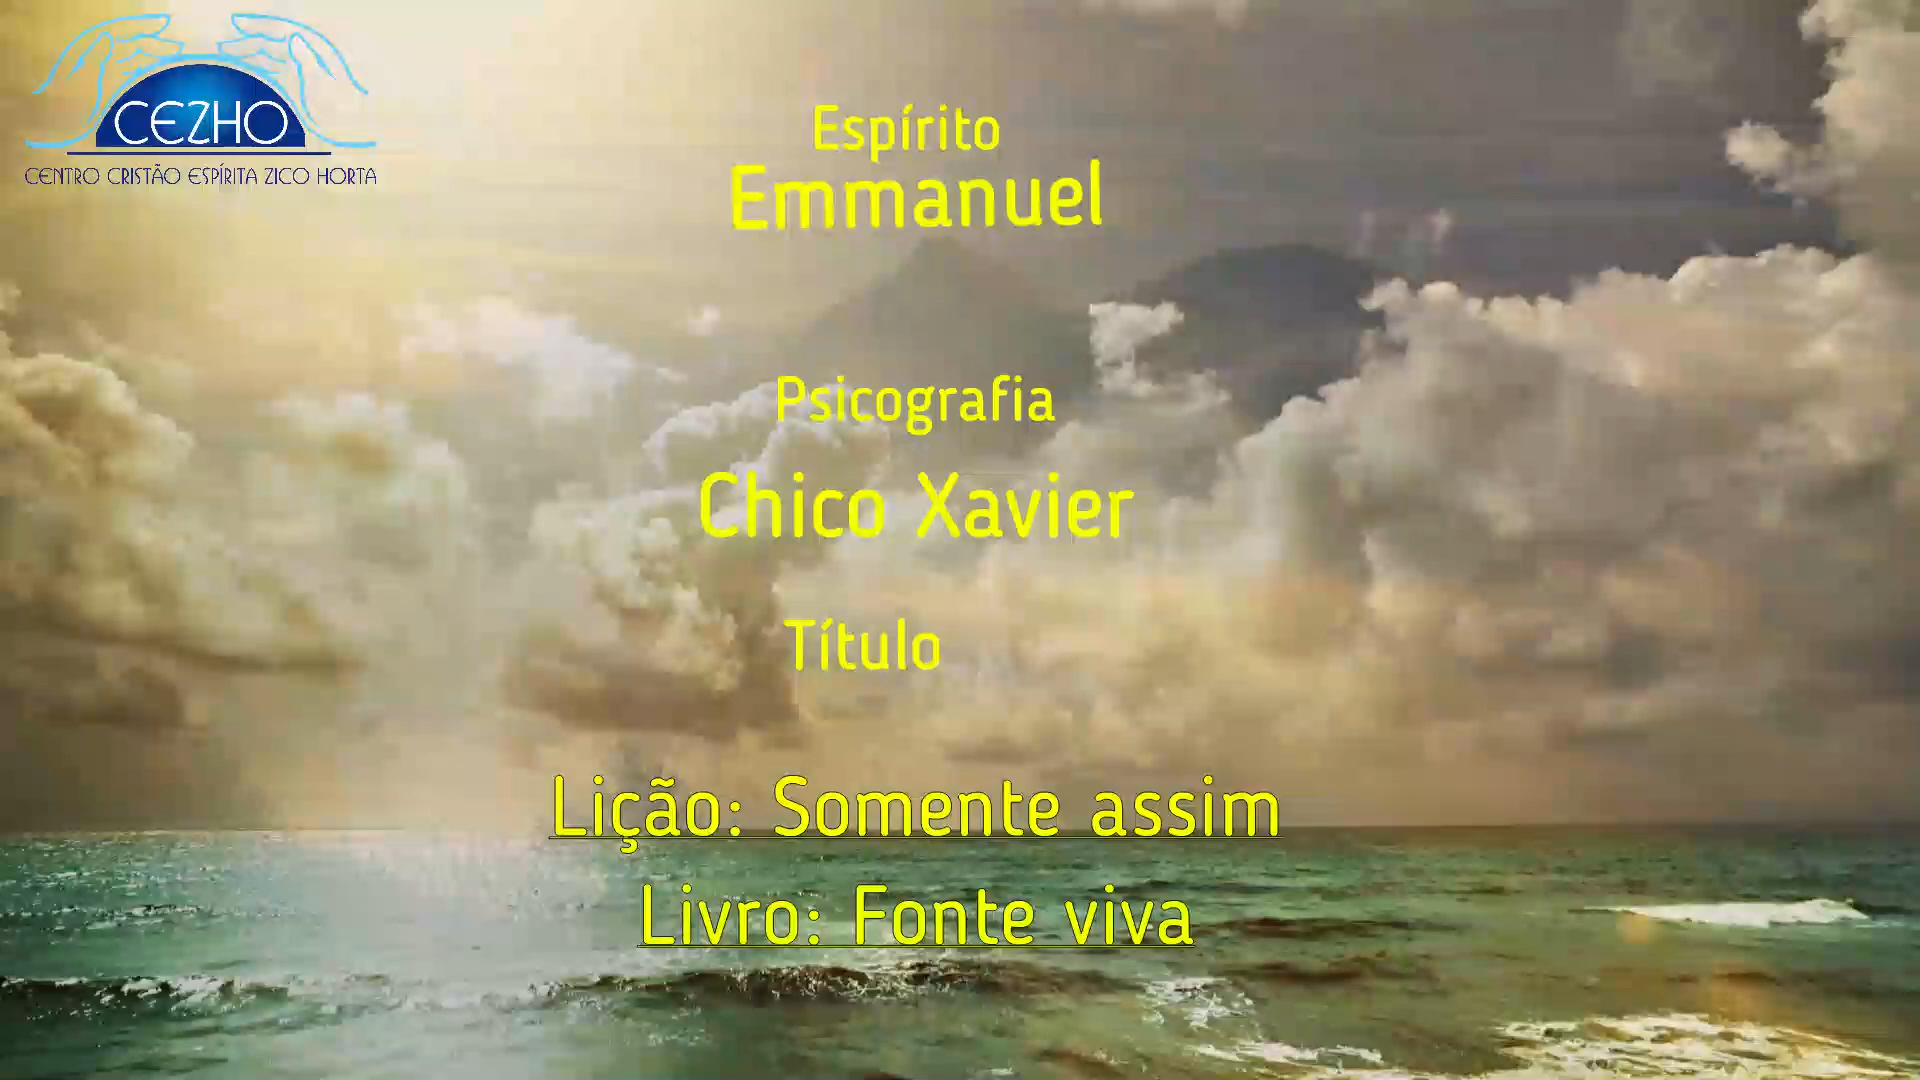 CEZHO
CENTRO CRISTÃO ESPÍRITA ZICO HORTA
Espírito
Emmanuel
Psicografia
Chico Xavier
Título
Lição: Somente assim
Livro: Fonte viva